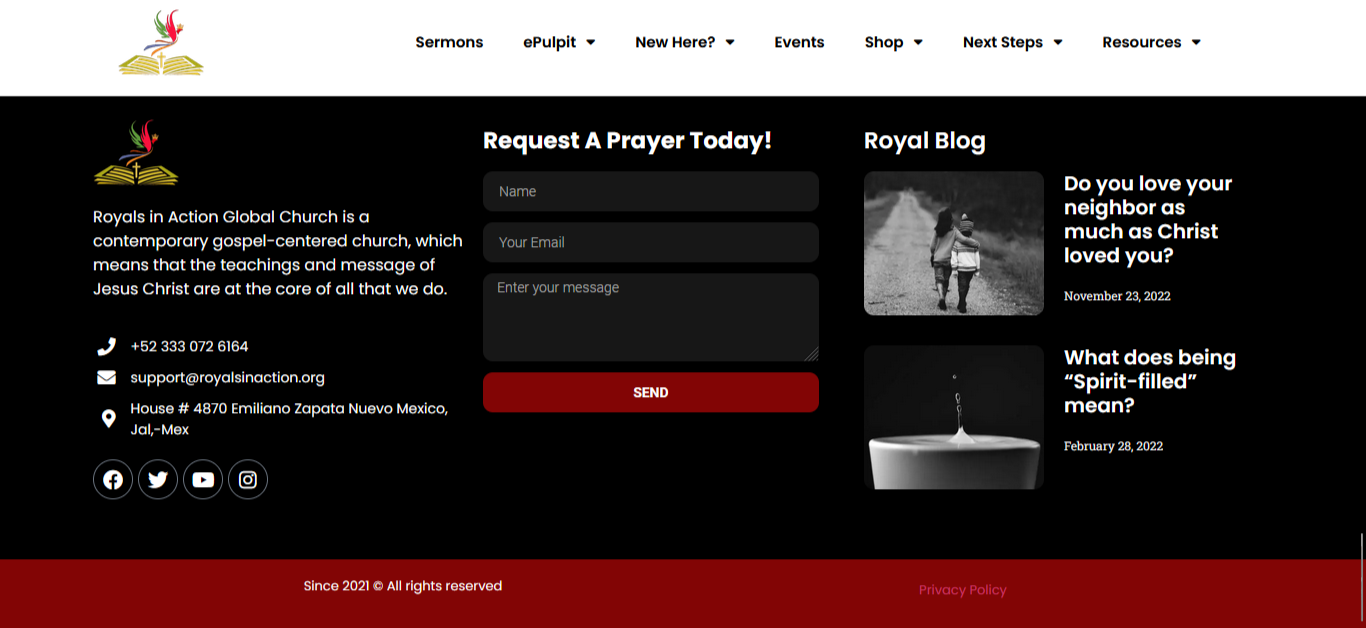 Sermons ePulpit New Here? Events Shop Next Steps Resources
Royals in Action Global Church is a
contemporary gospel-centered church, which
means that the teachings and message of
Jesus Christ are at the core of all that we do.
+52 333 072 6164
support@royalsinaction.org
House # 4870 Emiliano Zapata Nuevo Mexico,
Jal,-Mex
Request A Prayer Today!
Name
Your Email
Enter your message
SEND
Royal Blog
Do you love your
neighbor as
much as Christ
loved you?
November 23, 2022
What does being
“Spirit-filled”
mean?
February 28, 2022
Since 2021 © All rights reserved
Privacy Policy